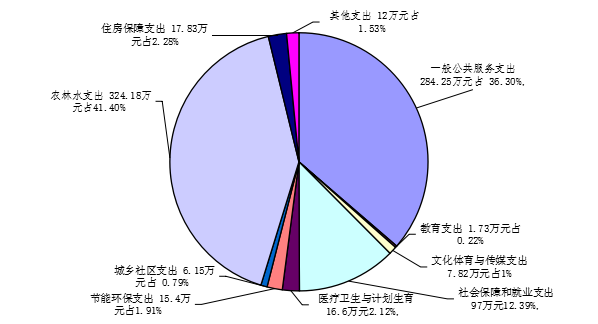 其他支出 12万元占
1.53%
一般公共服务支出
284.25万元占 36.30%,
教育支出 1.73万元占
0.22%
文化体育与传媒支出
7.82万元占1%
社会保障和就业支出
97万元12.39%,
医疗卫生与计划生育
16.6万元2.12%,
节能环保支出 15.4万
元占1.91%
城乡社区支出 6.15万
元占 0.79%
农林水支出 324.18万
元占41.40%
住房保障支出 17.83万
元占2.28%